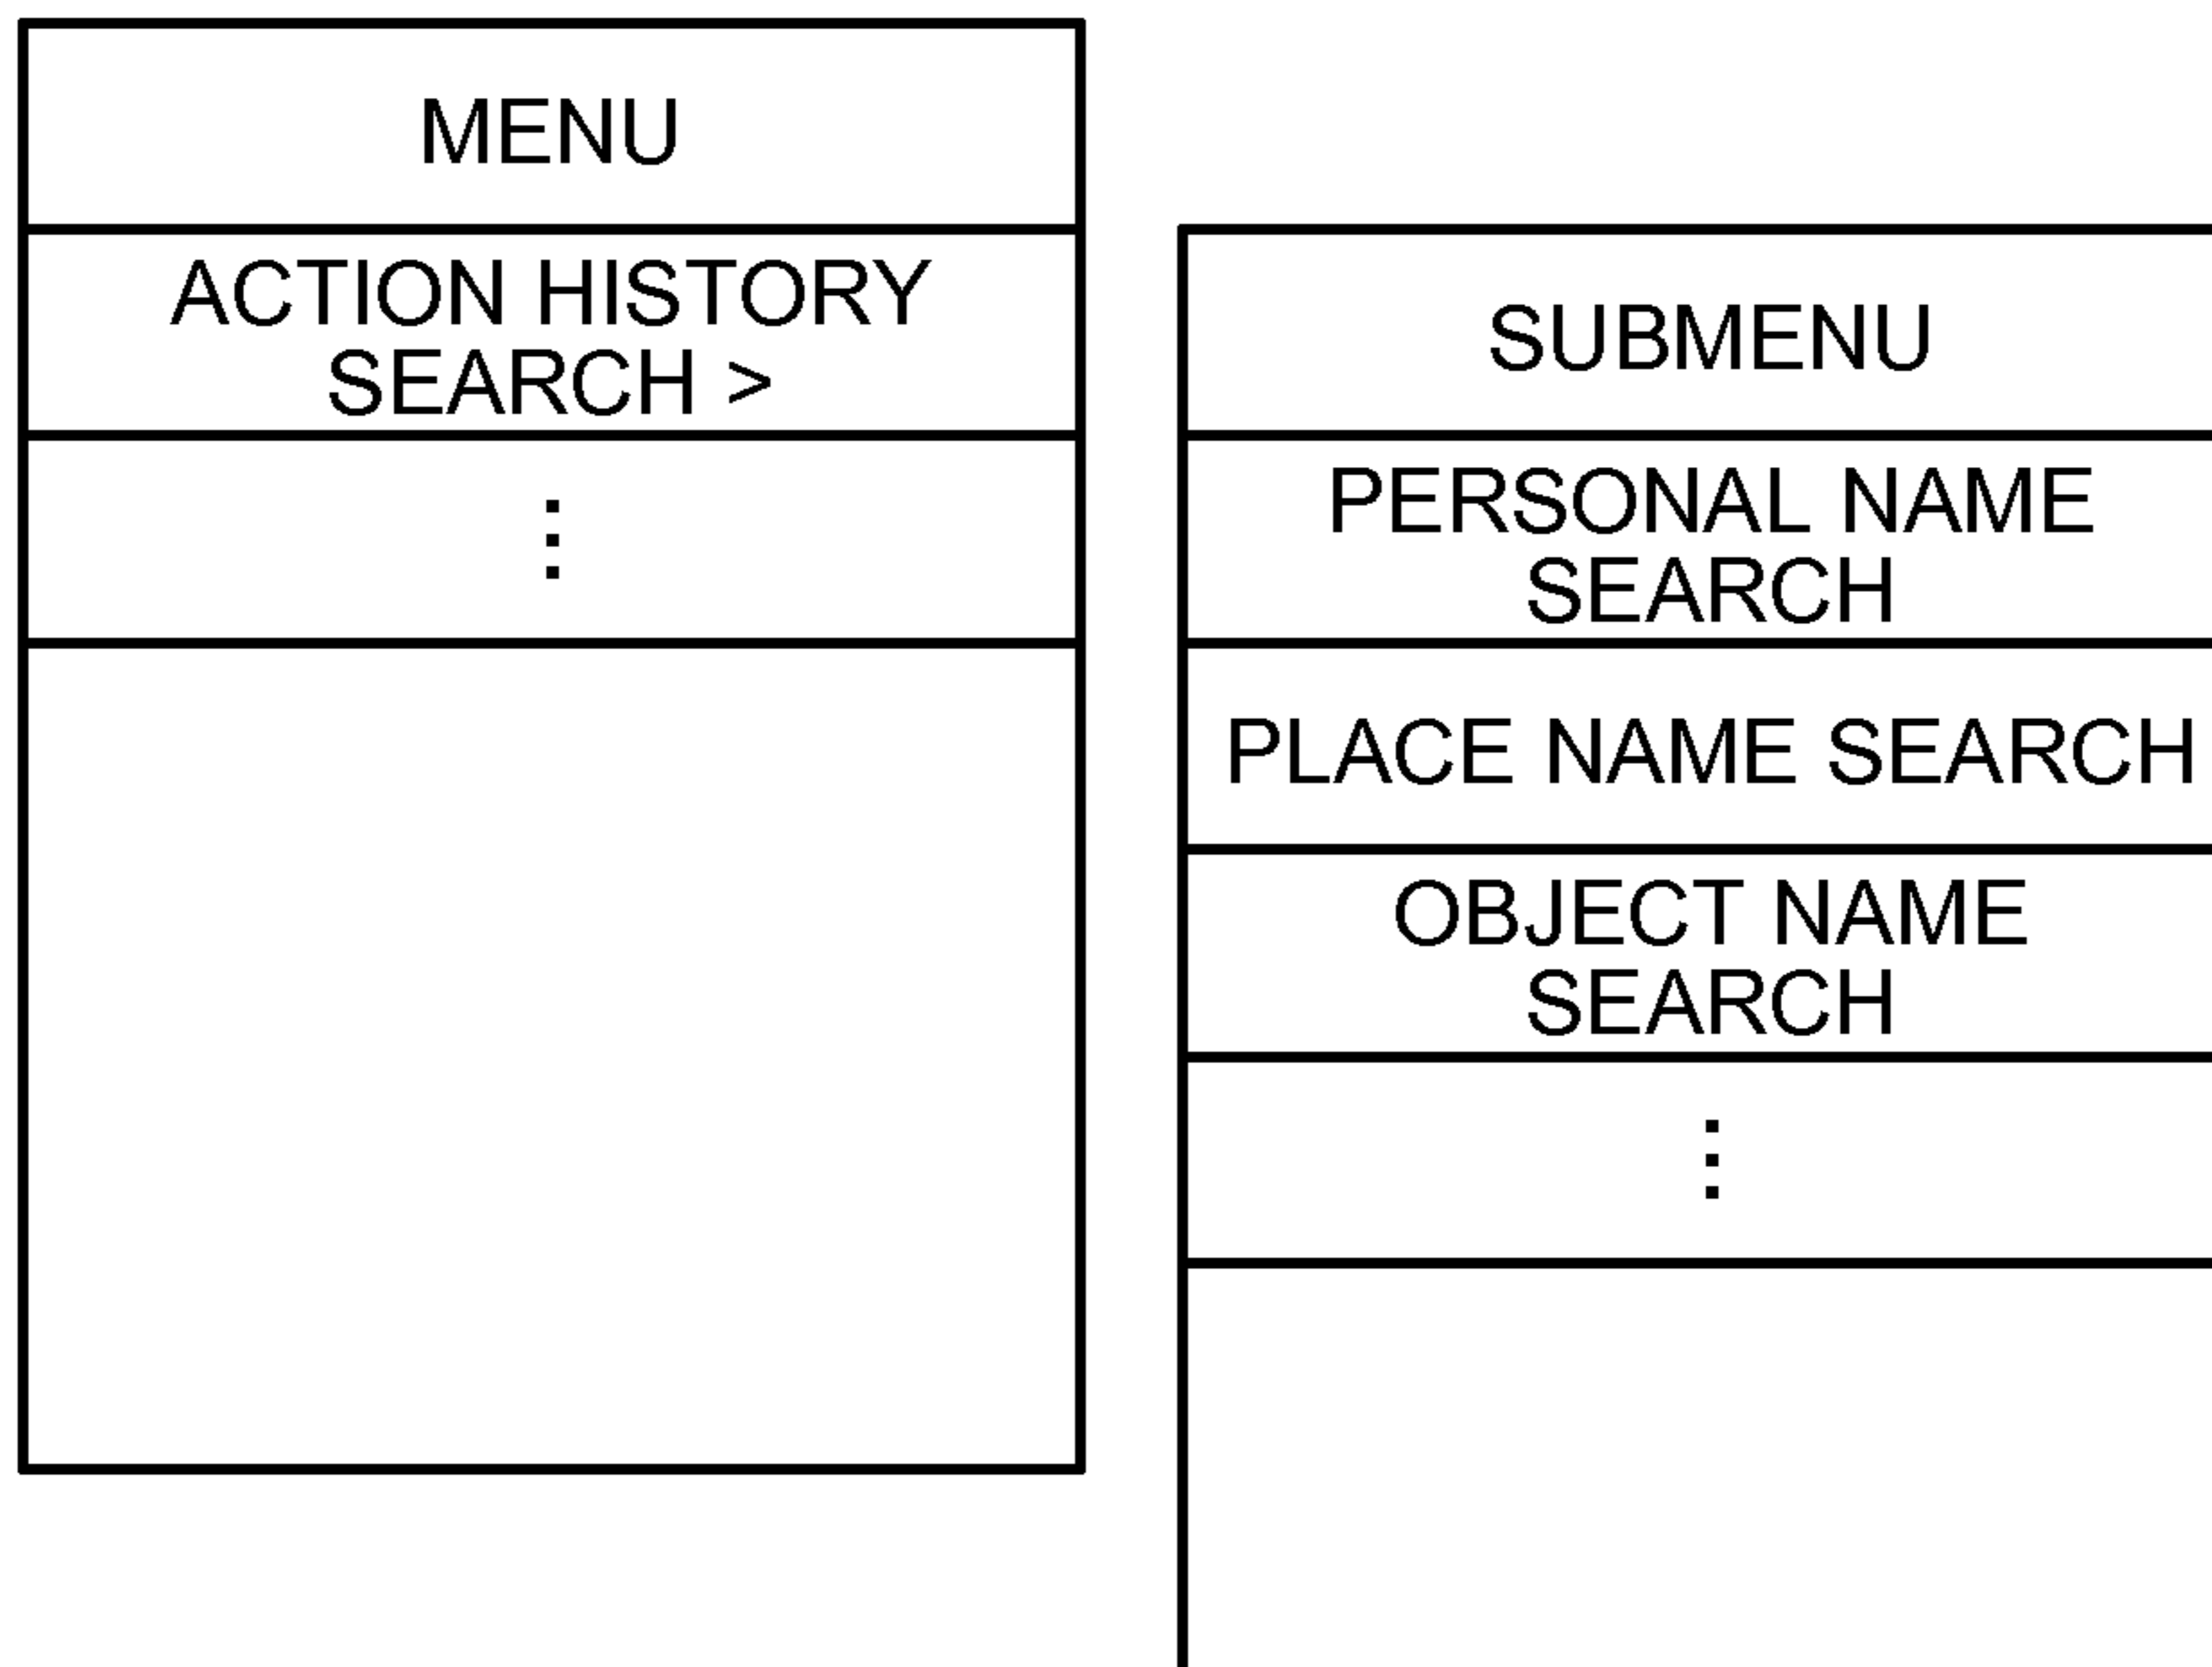 MENU
ACTION HISTORY
SEARCH >
⋮
SUBMENU
PERSONAL NAME
SEARCH
PLACE NAME SEARCH
OBJECT NAME
SEARCH
⋮